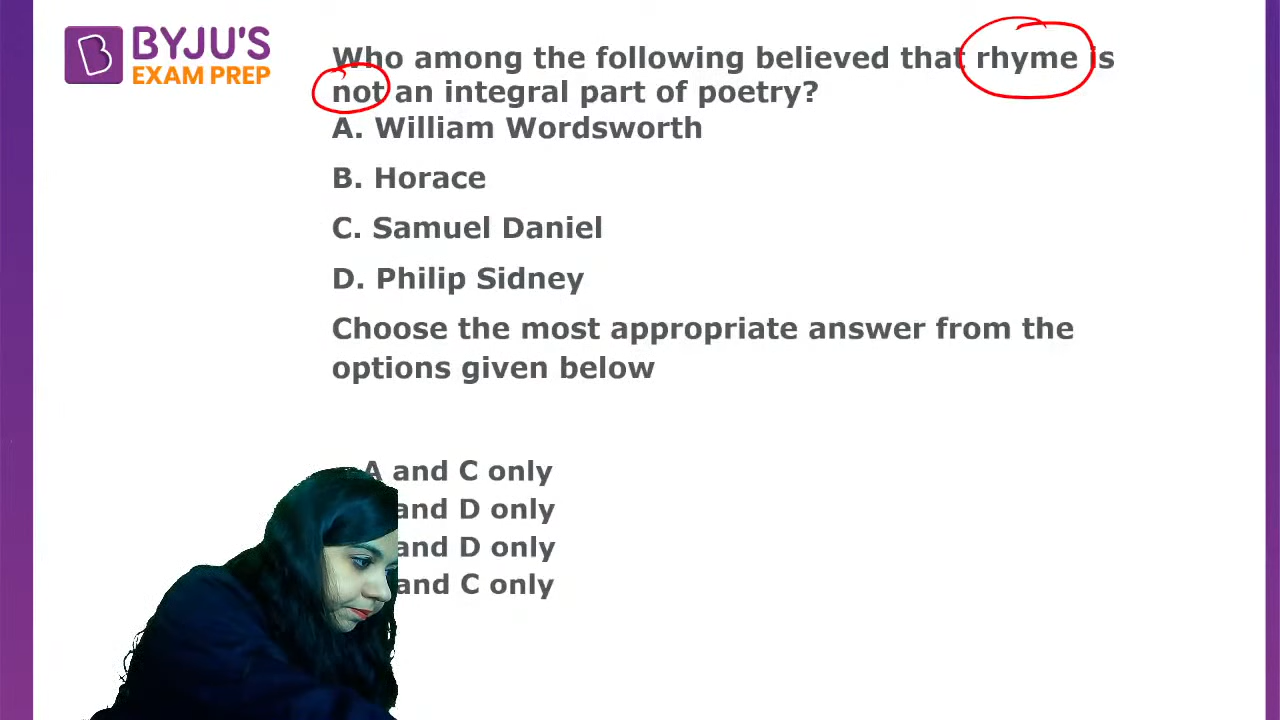 BYJU'S
EXAM PREP
Who among the following believed that rhyme is
not an integral part of poetry?
A. William Wordsworth
B. Horace
C. Samuel Daniel
D. Philip Sidney
Choose the most appropriate answer from the
options given below
A and C only
and D only
and D only
and C only